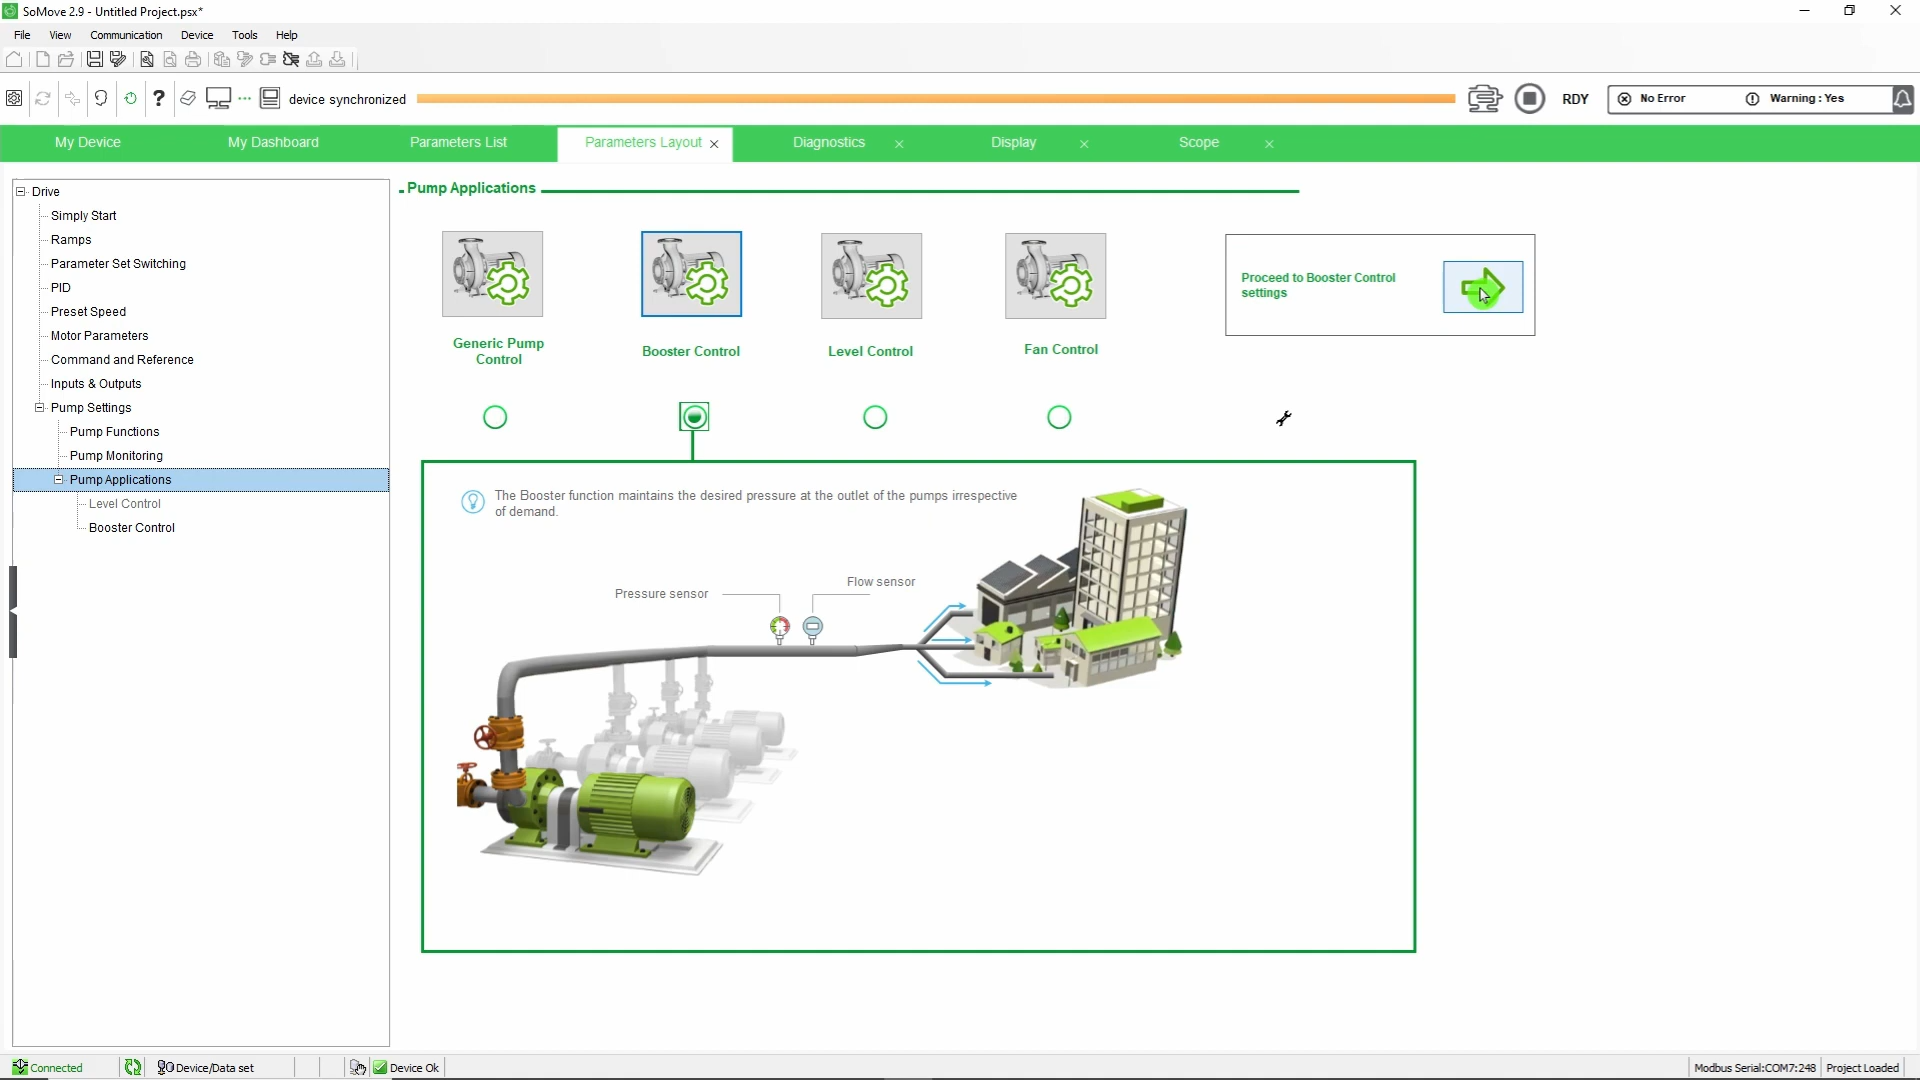 SoMove 2.9 - Untitled Project.psx*
File View Communication Device Tools Help
? device synchronized RDY No Error Warning : Yes
My Device My Dashboard Parameters List Parameters Layout Diagnostics Display Scope
Drive
Simply Start
Ramps
Parameter Set Switching
PID
Preset Speed
Motor Parameters
Command and Reference
Inputs & Outputs
Pump Settings
Pump Functions
Pump Monitoring
Pump Applications
Level Control
Booster Control
Pump Applications
Generic Pump
Control
Booster Control
Level Control
Fan Control
Proceed to Booster Control
settings
The Booster function maintains the desired pressure at the outlet of the pumps irrespective
of demand.
Pressure sensor
Flow sensor
Connected Device/Data set Device Ok Modbus Serial:COM7:248 Project Loaded